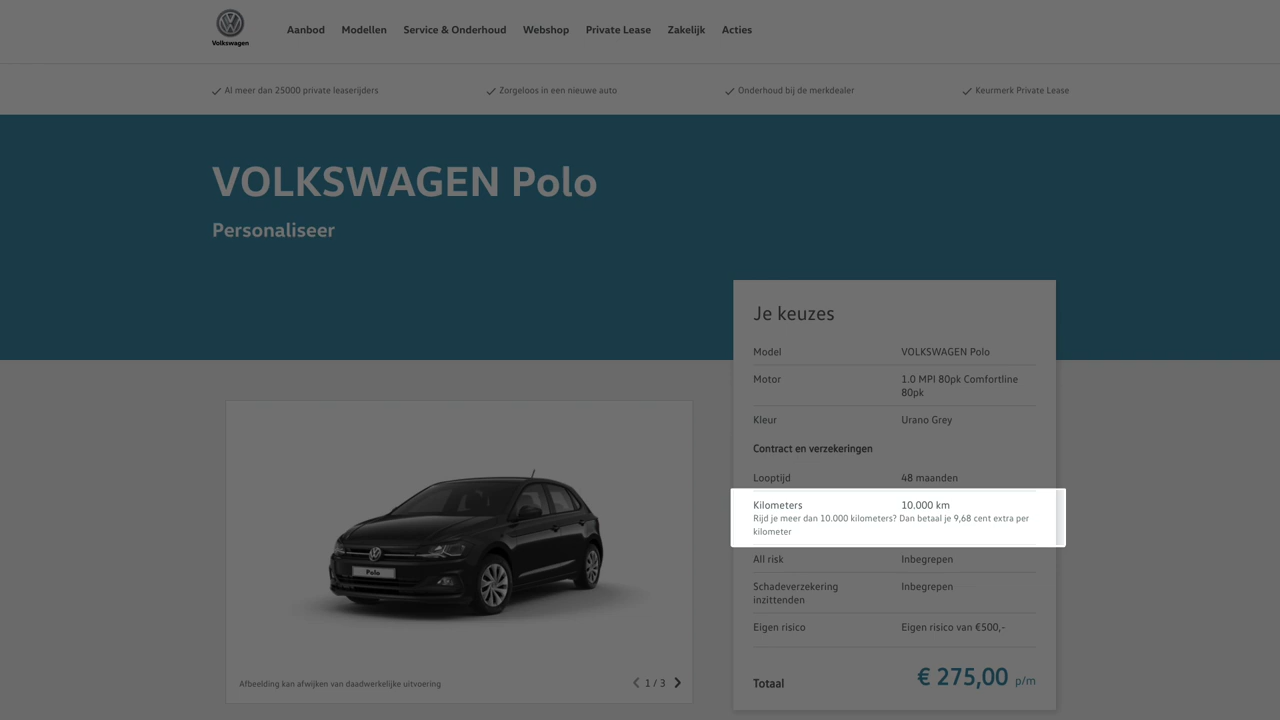 Volkswagen
Aanbod Modellen Service & Onderhoud Webshop Private Lease Zakelijk Acties
Al meer dan 25000 private leaserijders Zorgeloos in een nieuwe auto Onderhoud bij de merkdealer Keurmerk Private Lease
VOLKSWAGEN Polo
Personaliseer
Je keuzes
Model VOLKSWAGEN Polo
Motor 1.0 MPI 80pk Comfortline
80pk
Kleur Urano Grey
Contract en verzekeringen
Looptijd 48 maanden
Kilometers 10.000 km
Rijd je meer dan 10.000 kilometers? Dan betaal je 9,68 cent extra per
kilometer
All risk Inbegrepen
Schadeverzekering Inbegrepen
inzittenden
Eigen risico Eigen risico van €500,-
Totaal € 275,00 p/m
Polo
Afbeelding kan afwijken van daadwerkelijke uitvoering 1 / 3